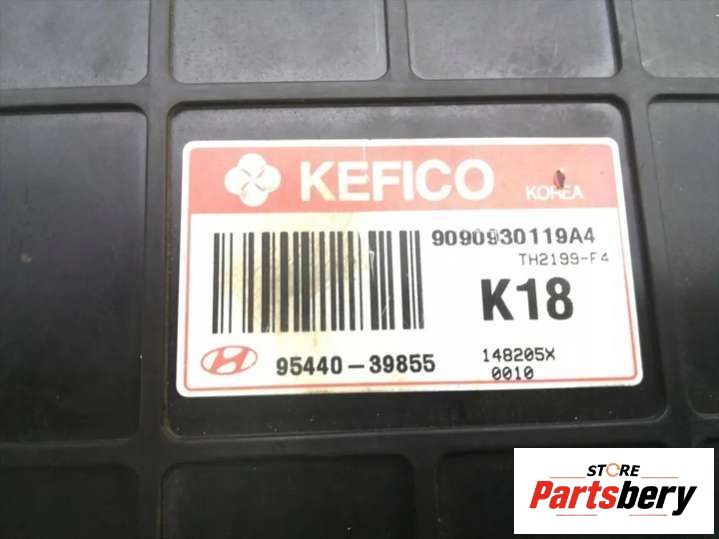 KEFICO KOREA
9090930119A4
TH2199-F4
K18
95440-39855
148205X
0010
STORE
Partsbery